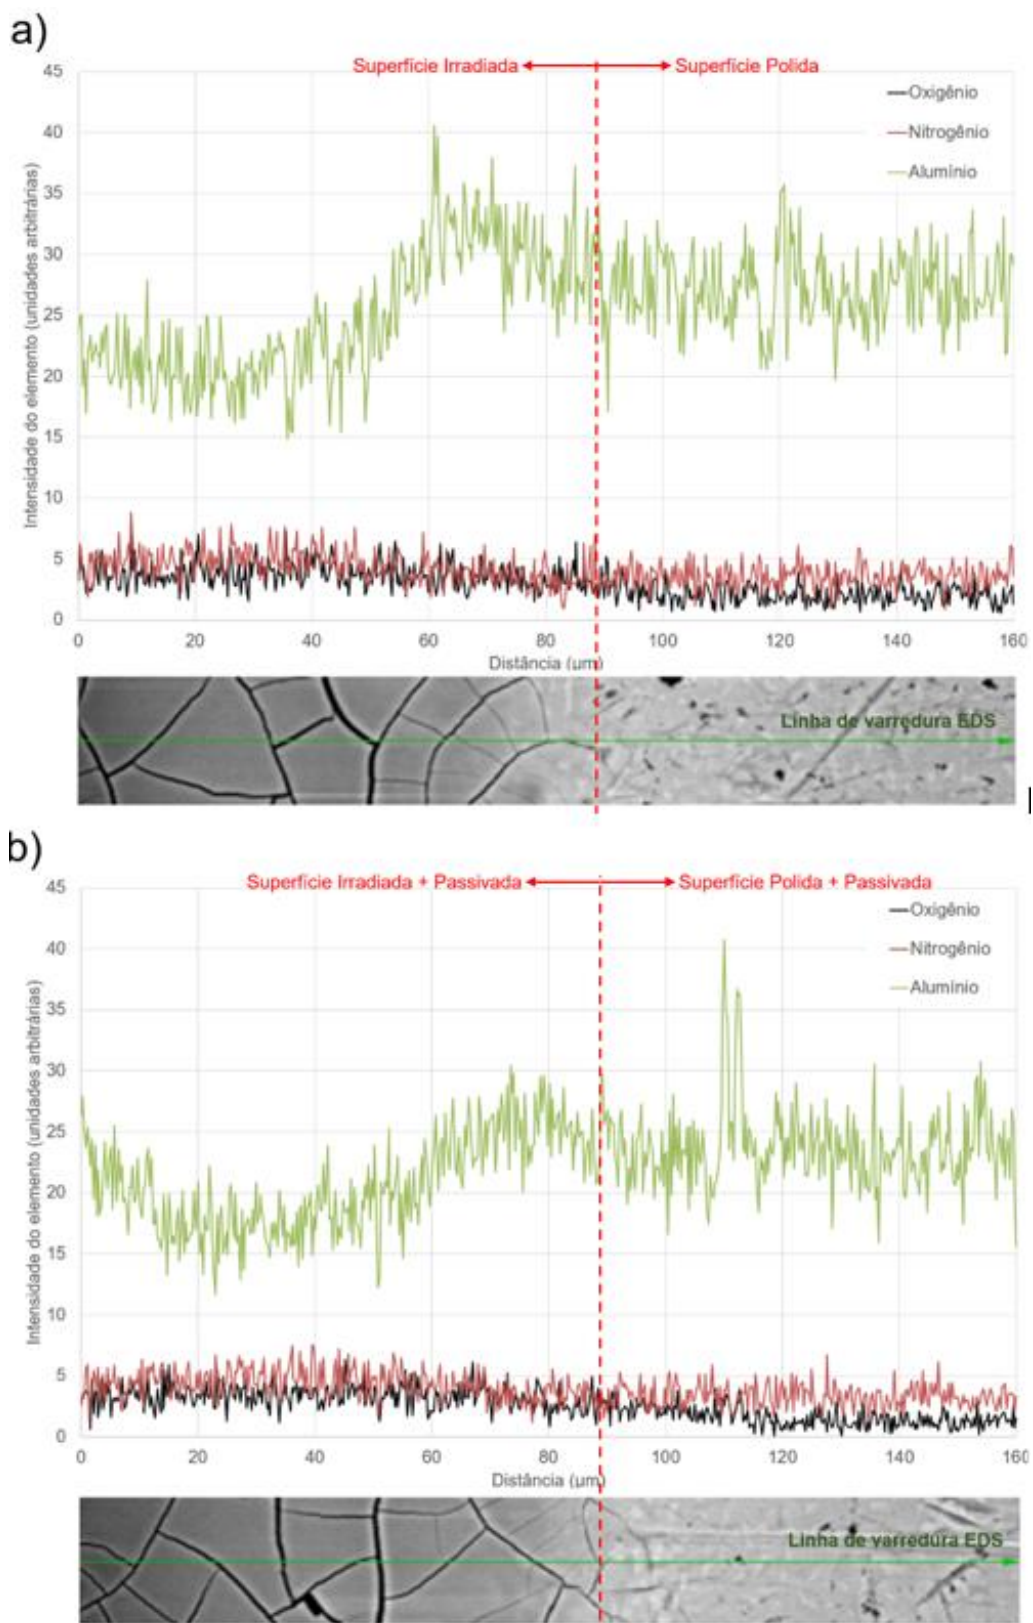 a)
Superfície Irradiada Superfície Polida
45
40
35
30
25
20
15
10
5
0
Intensidade do elemento (unidades arbitrárias)
Oxigênio
Nitrogênio
Alumínio
0 20 40 60 80 100 120 140 160
Distância (µm)
Linha de varredura EDS
b)
Superfície Irradiada + Passivada Superfície Polida + Passivada
45
40
35
30
25
20
15
10
5
0
Intensidade do elemento (unidades arbitrárias)
Oxigênio
Nitrogênio
Alumínio
0 20 40 60 80 100 120 140 160
Distância (µm)
Linha de varredura EDS